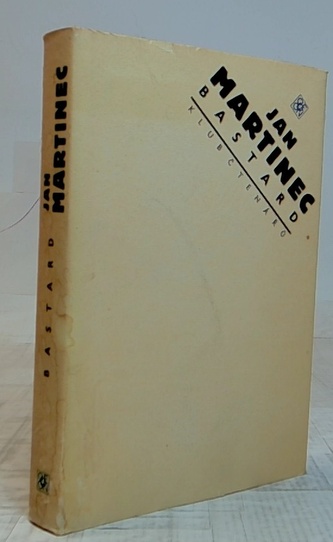 JAN
MARTINEC
BASTARD
KLUB ČTENÁŘŮ
JAN
MARTINEC
BASTARD